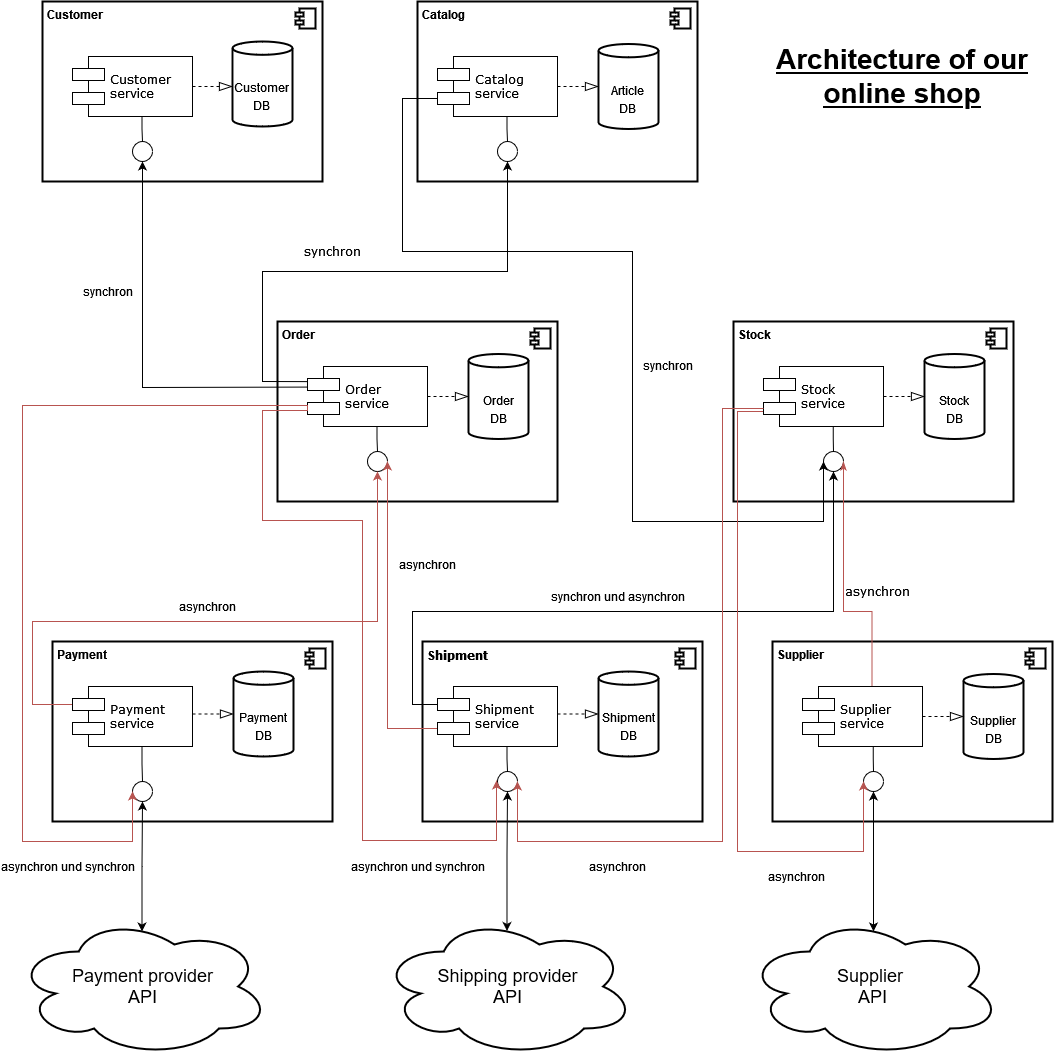 Customer
Catalog
Architecture of our
online shop
Customer
service
Customer
DB
Catalog
service
Article
DB
synchron
synchron
Order
Stock
synchron
Order
service
Order
DB
Stock
service
Stock
DB
asynchron
asynchron
synchron und asynchron
asynchron
Payment
Shipment
Supplier
Payment
service
Payment
DB
Shipment
service
Shipment
DB
Supplier
service
Supplier
DB
asynchron und synchron
asynchron und synchron
asynchron
asynchron
Payment provider
API
Shipping provider
API
Supplier
API